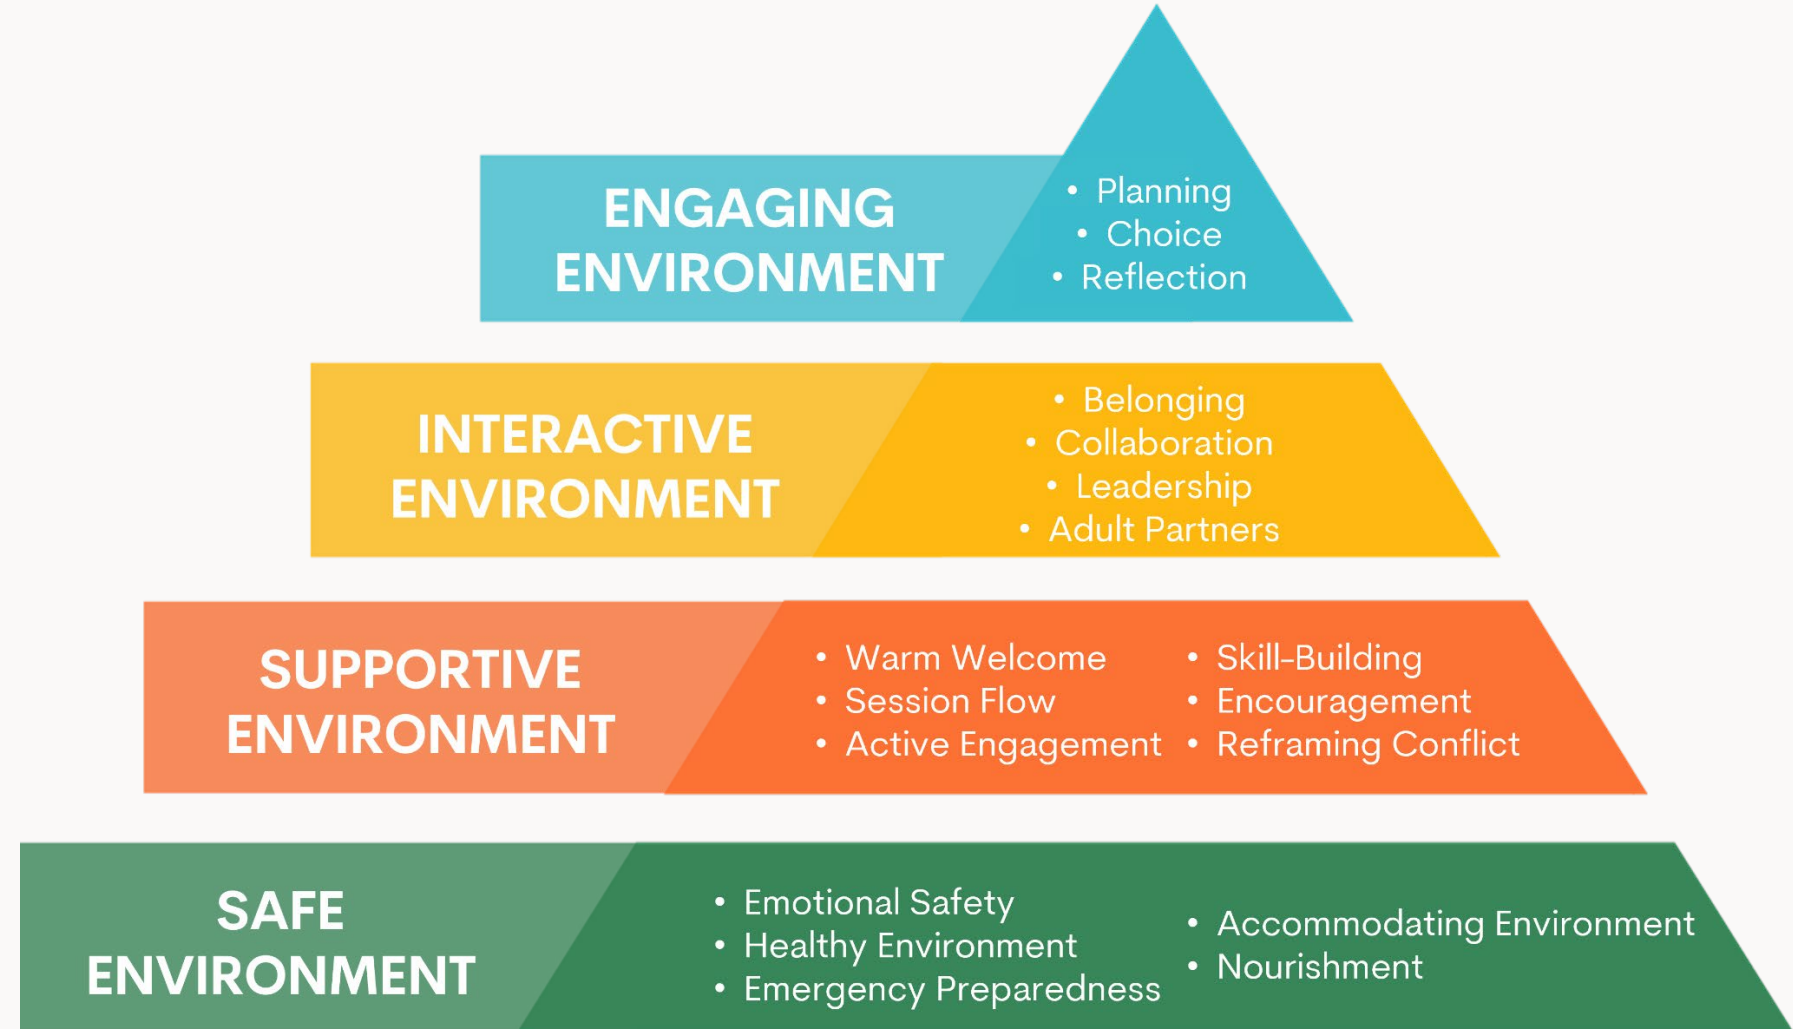 ENGAGING
ENVIRONMENT
• Planning
• Choice
• Reflection
INTERACTIVE
ENVIRONMENT
• Belonging
• Collaboration
• Leadership
• Adult Partners
SUPPORTIVE
ENVIRONMENT
• Warm Welcome
• Session Flow
• Active Engagement
• Skill-Building
• Encouragement
• Reframing Conflict
SAFE
ENVIRONMENT
• Emotional Safety
• Healthy Environment
• Emergency Preparedness
• Accommodating Environment
• Nourishment